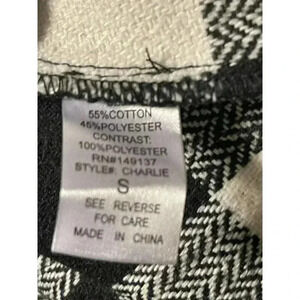 55%COTTON
45%POLYESTER
CONTRAST:
100%POLYESTER
RN#149137
STYLE#: CHARLIE
S
SEE REVERSE
FOR CARE
MADE IN CHINA